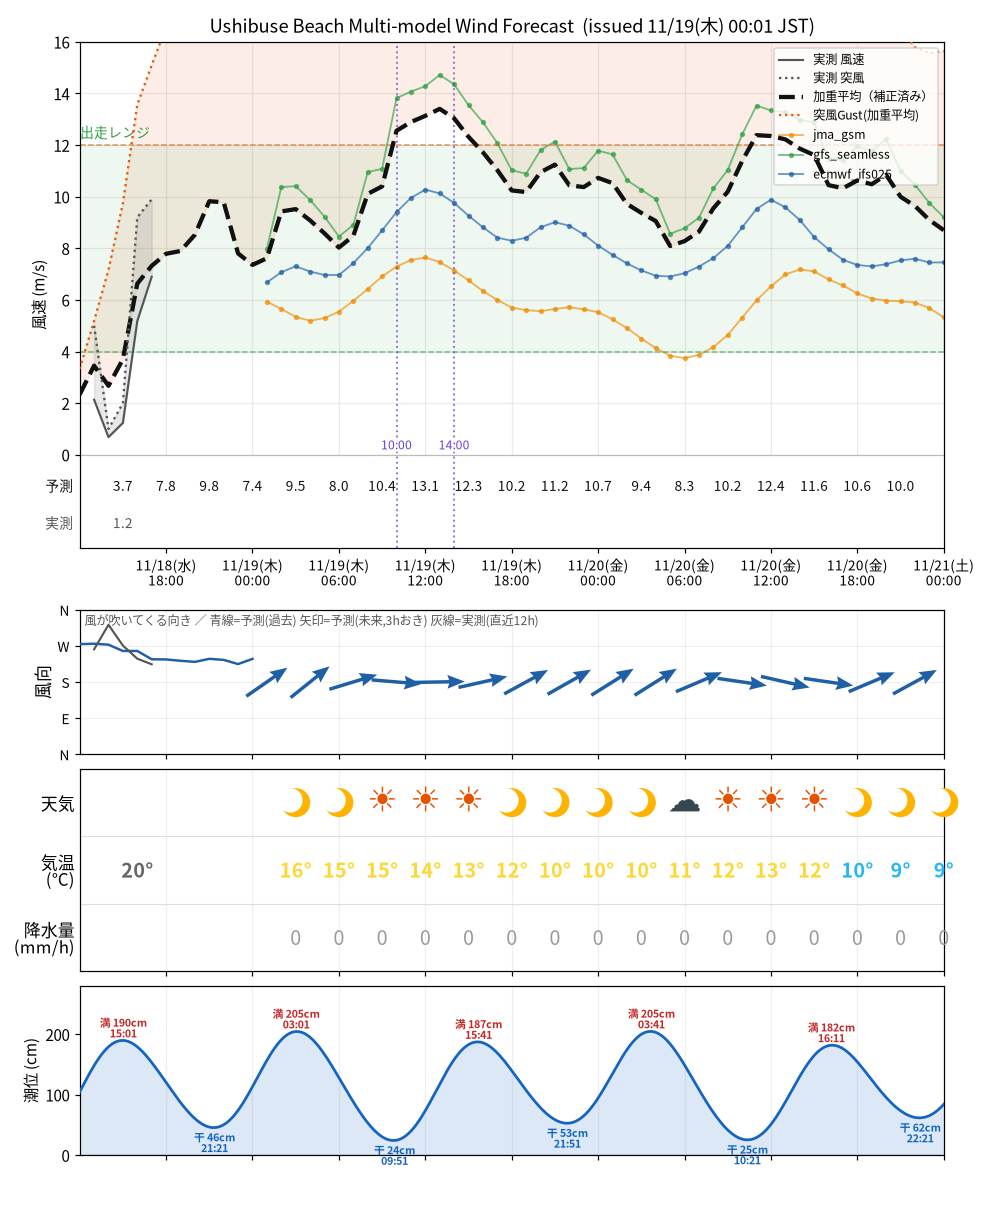 Ushibuse Beach Multi-model Wind Forecast (issued 11/19(木) 00:01 JST)
16
14
12
10
8
6
4
2
0
風速 (m/s)
出走レンジ
実測 風速
実測 突風
加重平均（補正済み）
突風Gust(加重平均)
jma_gsm
gfs_seamless
ecmwf_ifs025
10:00 14:00
予測 3.7 7.8 9.8 7.4 9.5 8.0 10.4 13.1 12.3 10.2 11.2 10.7 9.4 8.3 10.2 12.4 11.6 10.6 10.0
実測 1.2
11/18(水) 11/19(木) 11/19(木) 11/19(木) 11/19(木) 11/20(金) 11/20(金) 11/20(金) 11/20(金) 11/21(土)
18:00 00:00 06:00 12:00 18:00 00:00 06:00 12:00 18:00 00:00
風向
N
W
S
E
N
風が吹いてくる向き ／ 青線=予測(過去) 矢印=予測(未来,3hおき) 灰線=実測(直近12h)
天気
気温
(°C)
20° 16° 15° 15° 14° 13° 12° 10° 10° 10° 11° 12° 13° 12° 10° 9° 9°
降水量
(mm/h)
0 0 0 0 0 0 0 0 0 0 0 0 0 0 0 0
潮位 (cm)
200
100
0
満 190cm
15:01
干 46cm
21:21
満 205cm
03:01
干 24cm
09:51
満 187cm
15:41
干 53cm
21:51
満 205cm
03:41
干 25cm
10:21
満 182cm
16:11
干 62cm
22:21